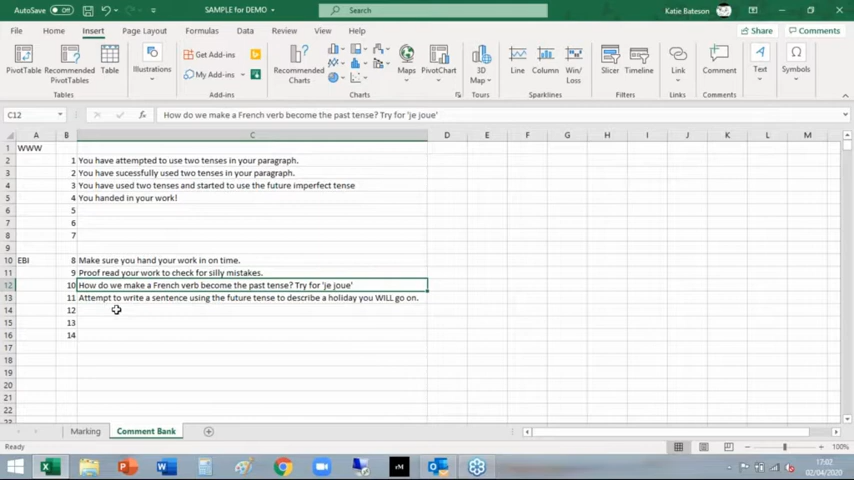 AutoSave Off SAMPLE for DEMO Search Katie Bateson
File Home Insert Page Layout Formulas Data Review View Help Share Comments
PivotTable Recommended PivotTables Table Illustrations Get Add-ins My Add-ins Recommended Charts Maps PivotChart 3D Map Line Column Win/Loss Slicer Timeline Link Comment Text Symbols
Tables Add-ins Charts Tours Sparklines Filters Links Comments
C12 fx How do we make a French verb become the past tense? Try for 'je joue'
A B C D E F G H I J K L M
1 WWW
2 1 You have attempted to use two tenses in your paragraph.
3 2 You have sucessfully used two tenses in your paragraph.
4 3 You have used two tenses and started to use the future imperfect tense
5 4 You handed in your work!
6 5
7 6
8 7
9
10 EBI 8 Make sure you hand your work in on time.
11 9 Proof read your work to check for silly mistakes.
12 10 How do we make a French verb become the past tense? Try for 'je joue'
13 11 Attempt to write a sentence using the future tense to describe a holiday you WILL go on.
14 12
15 13
16 14
17
18
19
20
21
22
Marking Comment Bank
Ready 100%
17:02
02/04/2020